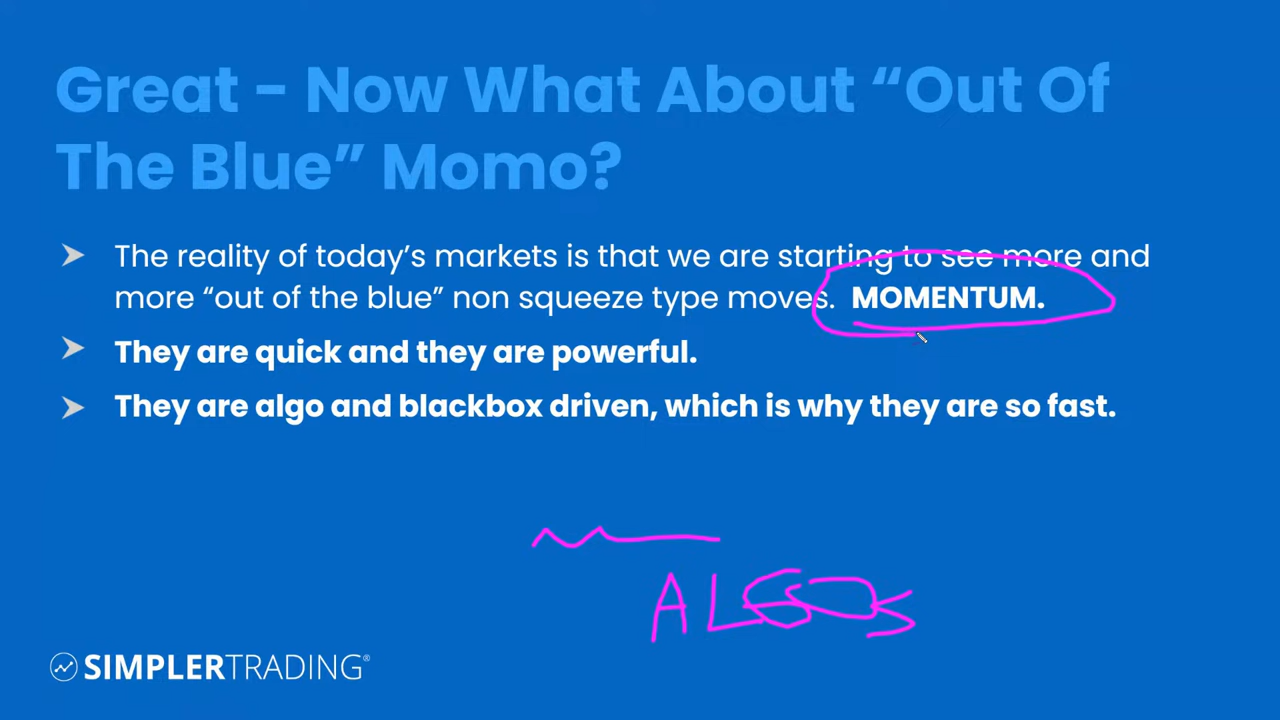 Great - Now What About “Out Of
The Blue” Momo?
➤ The reality of today’s markets is that we are starting to see more and
more “out of the blue” non squeeze type moves. MOMENTUM.
➤ They are quick and they are powerful.
➤ They are algo and blackbox driven, which is why they are so fast.
ALGOs
SIMPLERTRADING®